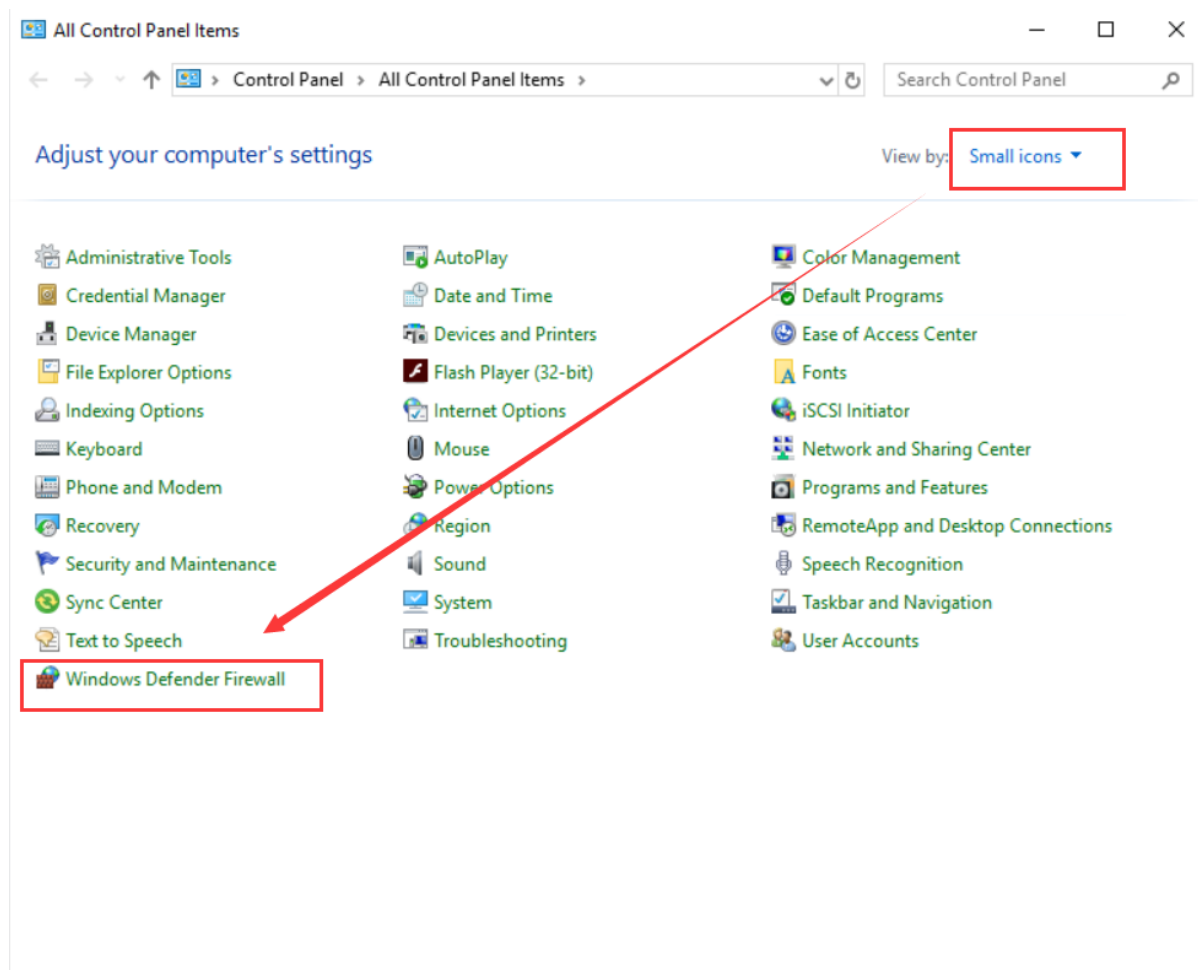 All Control Panel Items
Control Panel > All Control Panel Items >
Search Control Panel
Adjust your computer's settings
View by: Small icons
Administrative Tools
AutoPlay
Color Management
Credential Manager
Date and Time
Default Programs
Device Manager
Devices and Printers
Ease of Access Center
File Explorer Options
Flash Player (32-bit)
Fonts
Indexing Options
Internet Options
iSCSI Initiator
Keyboard
Mouse
Network and Sharing Center
Phone and Modem
Power Options
Programs and Features
Recovery
Region
RemoteApp and Desktop Connections
Security and Maintenance
Sound
Speech Recognition
Sync Center
System
Taskbar and Navigation
Text to Speech
Troubleshooting
User Accounts
Windows Defender Firewall